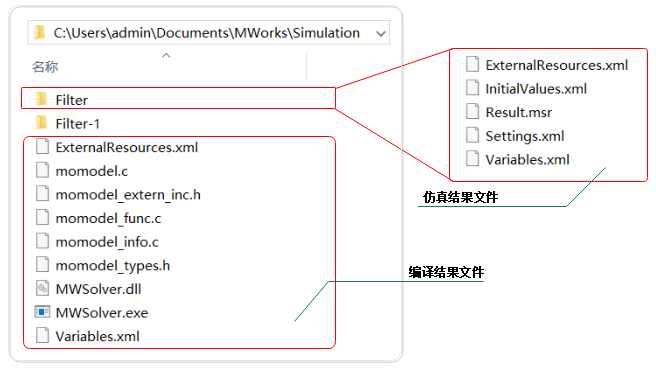 C:\Users\admin\Documents\MWorks\Simulation
名称
Filter
Filter-1
ExternalResources.xml
momodel.c
momodel_extern_inc.h
momodel_func.c
momodel_info.c
momodel_types.h
MWSolver.dll
MWSolver.exe
Variables.xml
ExternalResources.xml
InitialValues.xml
Result.msr
Settings.xml
Variables.xml
仿真结果文件
编译结果文件